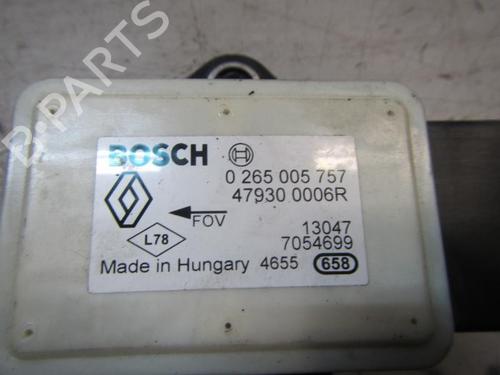 B-PARTS
BOSCH
0 265 005 757
47930 0006R
FOV
13047
L78
7054699
Made in Hungary 4655 658